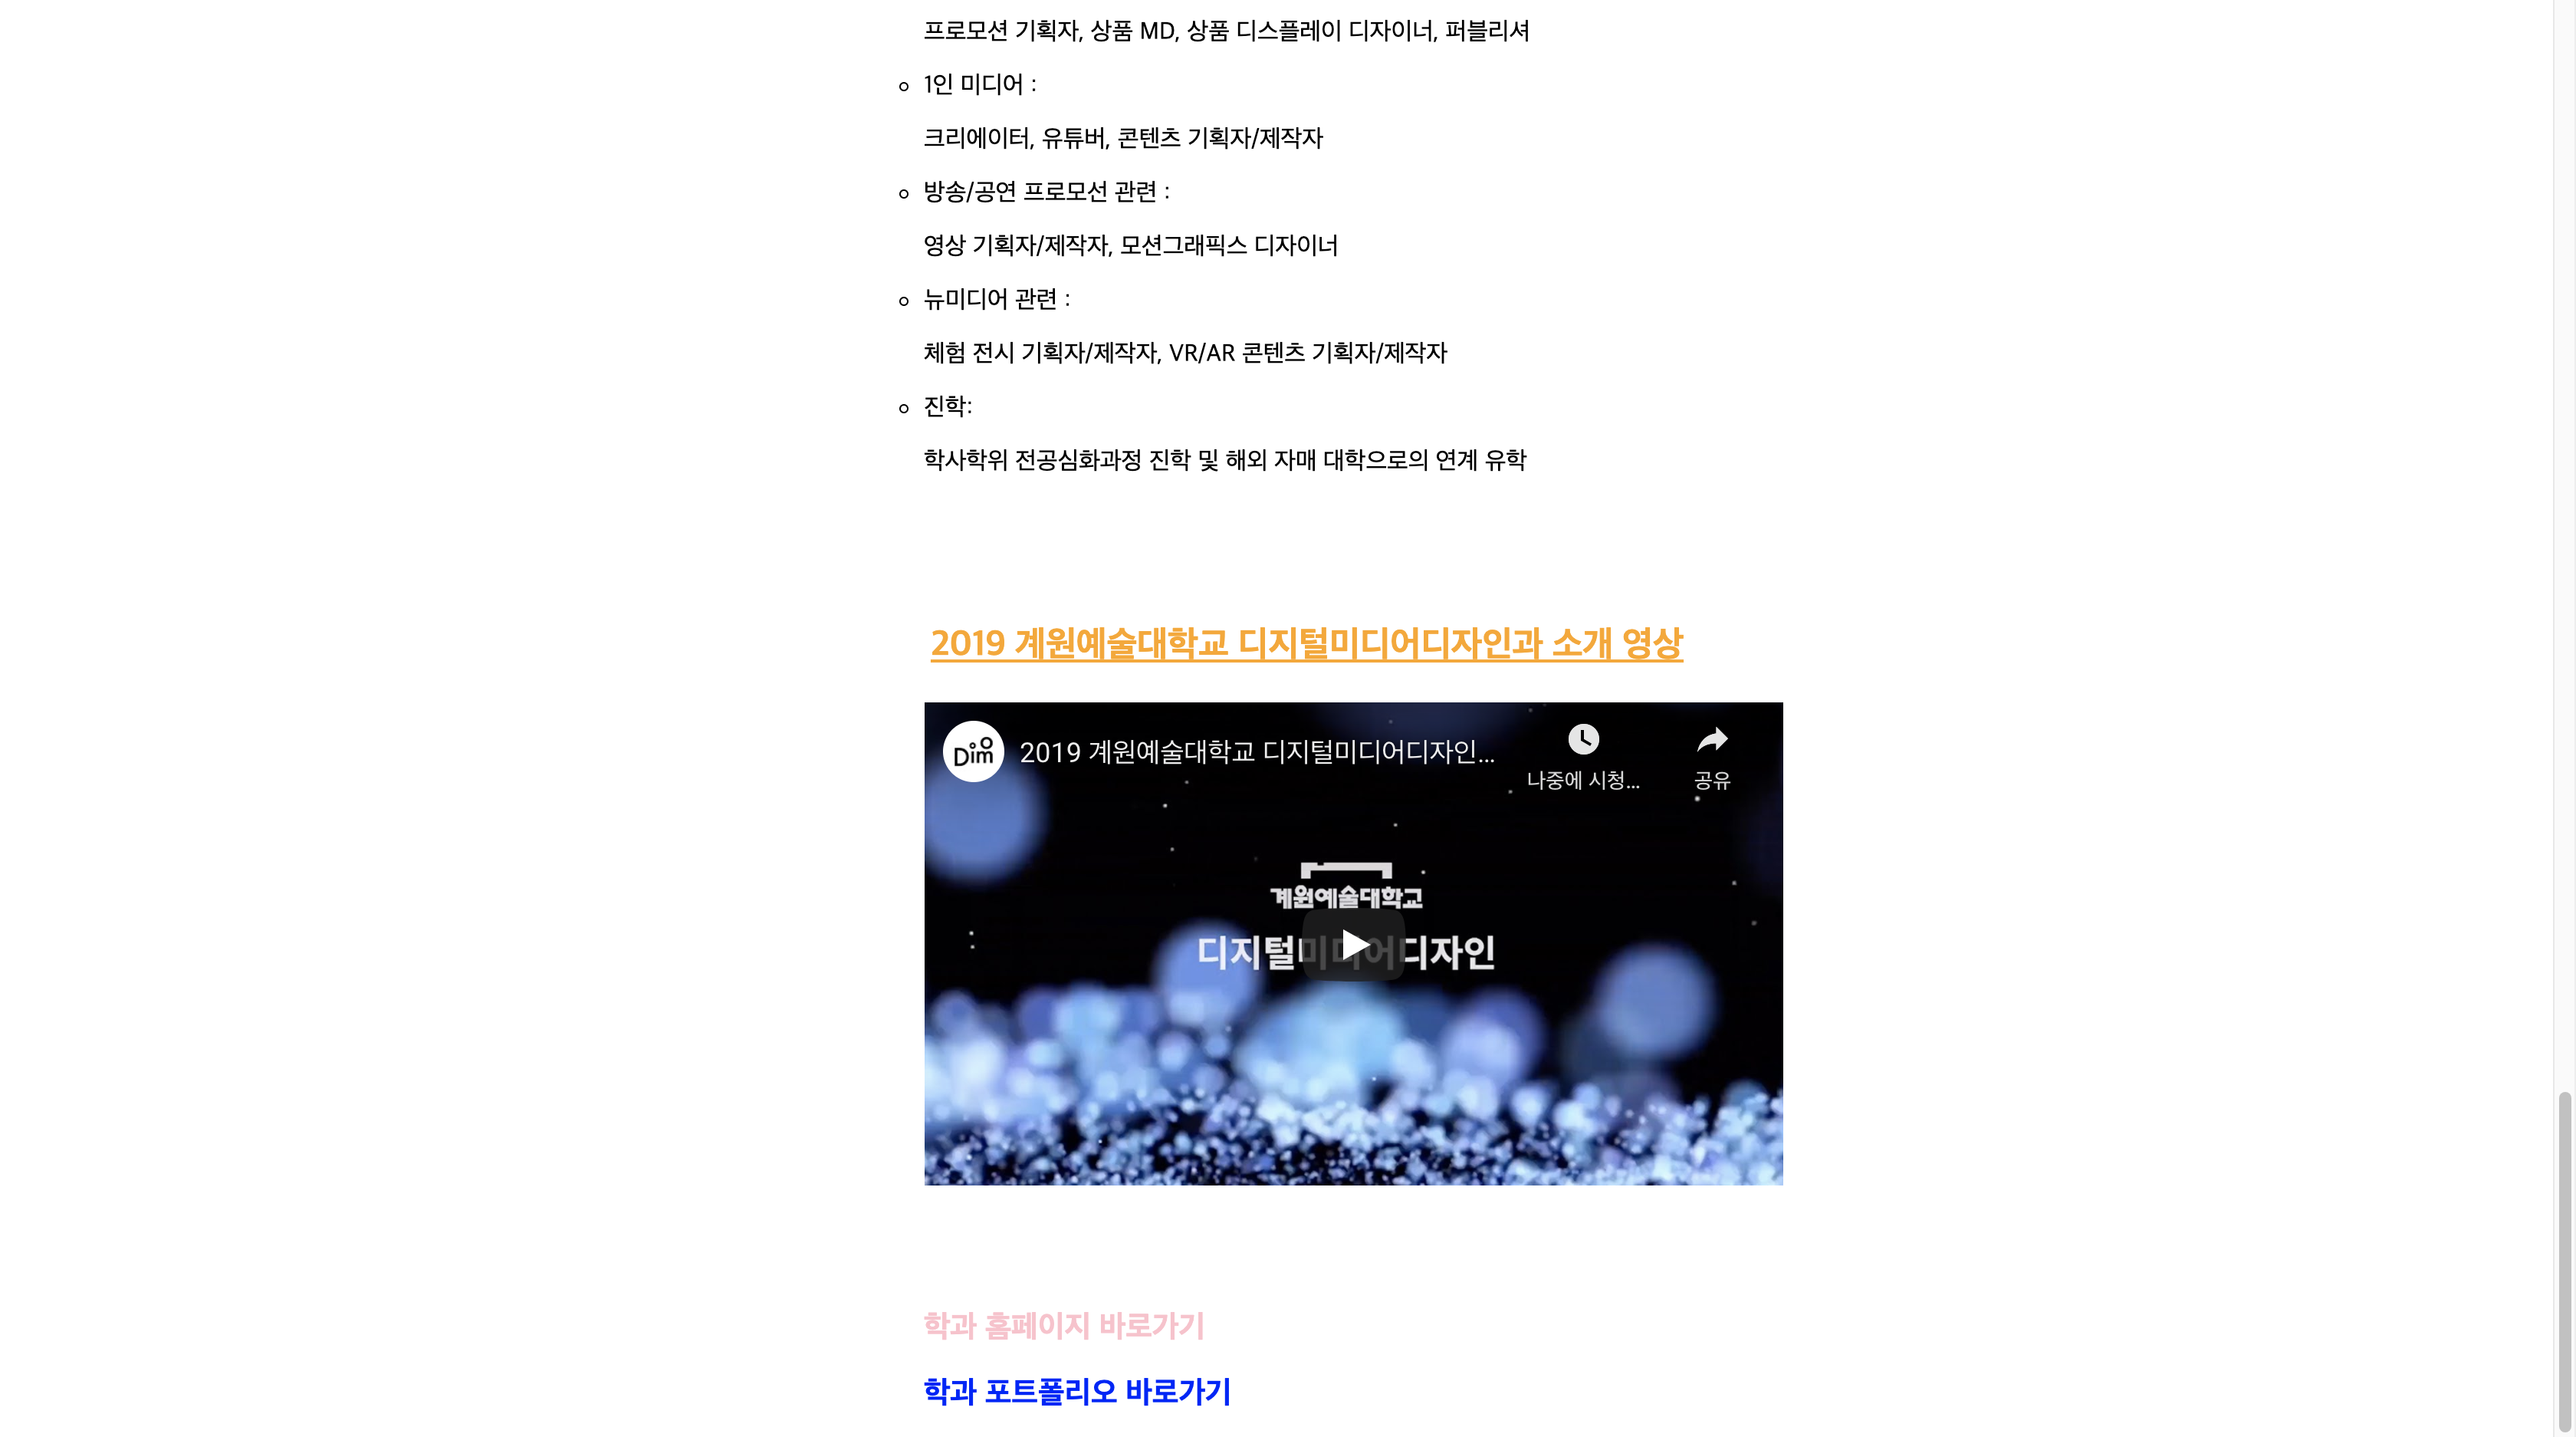 프로모션 기획자, 상품 MD, 상품 디스플레이 디자이너, 퍼블리셔
1인 미디어 :
크리에이터, 유튜버, 콘텐츠 기획자/제작자
방송/공연 프로모션 관련 :
영상 기획자/제작자, 모션그래픽스 디자이너
뉴미디어 관련 :
체험 전시 기획자/제작자, VR/AR 콘텐츠 기획자/제작자
진학:
학사학위 전공심화과정 진학 및 해외 자매 대학으로의 연계 유학
2019 계원예술대학교 디지털미디어디자인과 소개 영상
Dim
2019 계원예술대학교 디지털미디어디자인...
나중에 시청...
공유
계원예술대학교
디지털미디어디자인
학과 홈페이지 바로가기
학과 포트폴리오 바로가기